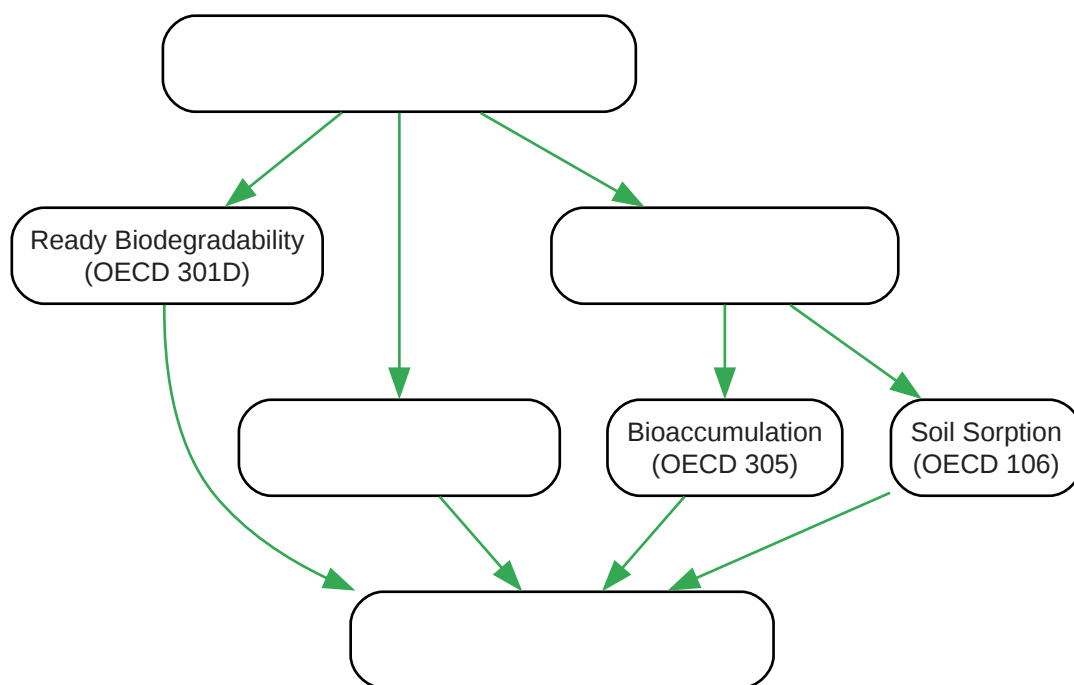 Ready Biodegradability
(OECD 301D)
Bioaccumulation
(OECD 305)
Soil Sorption
(OECD 106)